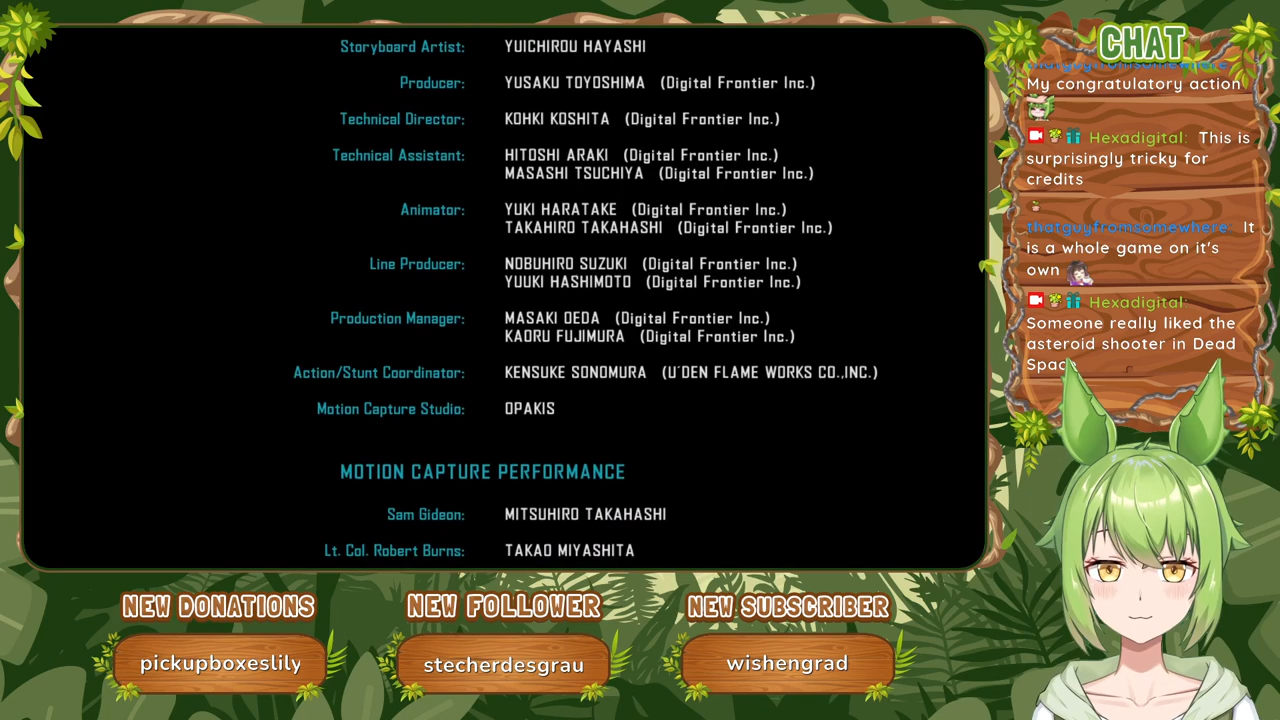 Storyboard Artist: YUICHIROU HAYASHI
Producer: YUSAKU TOYOSHIMA (Digital Frontier Inc.)
Technical Director: KOHKI KOSHITA (Digital Frontier Inc.)
Technical Assistant: HITOSHI ARAKI (Digital Frontier Inc.)
MASASHI TSUCHIYA (Digital Frontier Inc.)
Animator: YUKI HARATAKE (Digital Frontier Inc.)
TAKAHIRO TAKAHASHI (Digital Frontier Inc.)
Line Producer: NOBUHIRO SUZUKI (Digital Frontier Inc.)
YUUKI HASHIMOTO (Digital Frontier Inc.)
Production Manager: MASAKI OEDA (Digital Frontier Inc.)
KAORU FUJIMURA (Digital Frontier Inc.)
Action/Stunt Coordinator: KENSUKE SONOMURA (U'DEN FLAME WORKS CO.,INC.)
Motion Capture Studio: OPAKIS
MOTION CAPTURE PERFORMANCE
Sam Gideon: MITSUHIRO TAKAHASHI
Lt. Col. Robert Burns: TAKAO MIYASHITA
CHAT
thatguyfromsomewhere:
My congratulatory action
Hexadigital: This is
surprisingly tricky for
credits
thatguyfromsomewhere: It
is a whole game on it's
own
Hexadigital:
Someone really liked the
asteroid shooter in Dead
Space
NEW DONATIONS
pickupboxeslily
NEW FOLLOWER
stecherdesgrau
NEW SUBSCRIBER
wishengrad